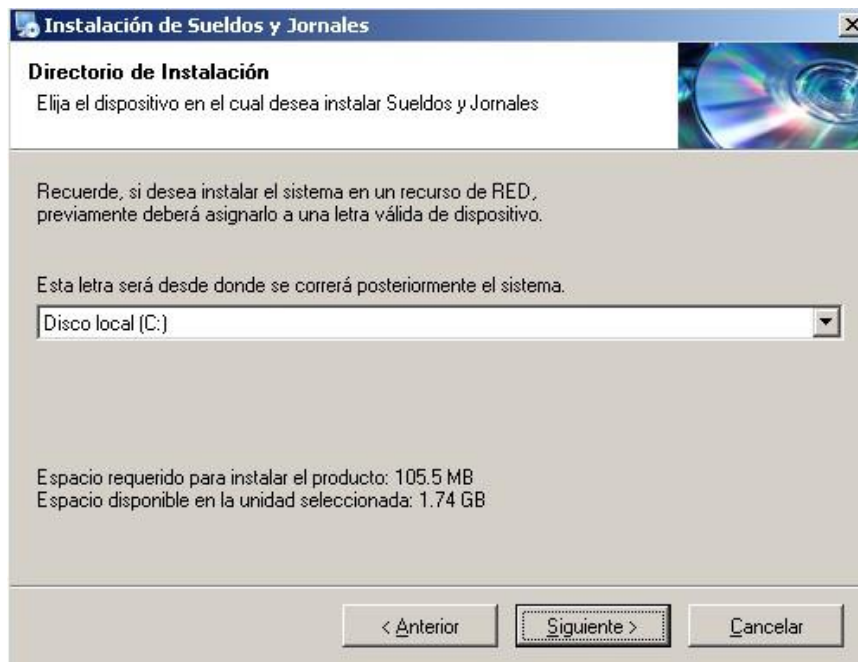 Instalación de Sueldos y Jornales
Directorio de Instalación
Elija el dispositivo en el cual desea instalar Sueldos y Jornales
Recuerde, si desea instalar el sistema en un recurso de RED,
previamente deberá asignarlo a una letra válida de dispositivo.
Esta letra será desde donde se correrá posteriormente el sistema.
Disco local (C:)
Espacio requerido para instalar el producto: 105.5 MB
Espacio disponible en la unidad seleccionada: 1.74 GB
< Anterior
Siguiente >
Cancelar